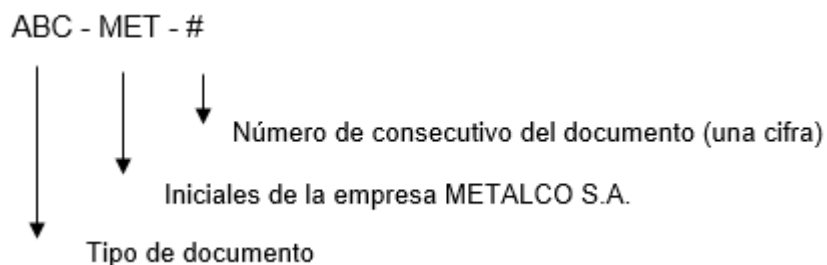 ABC - MET - #
Número de consecutivo del documento (una cifra)
Iniciales de la empresa METALCO S.A.
Tipo de documento